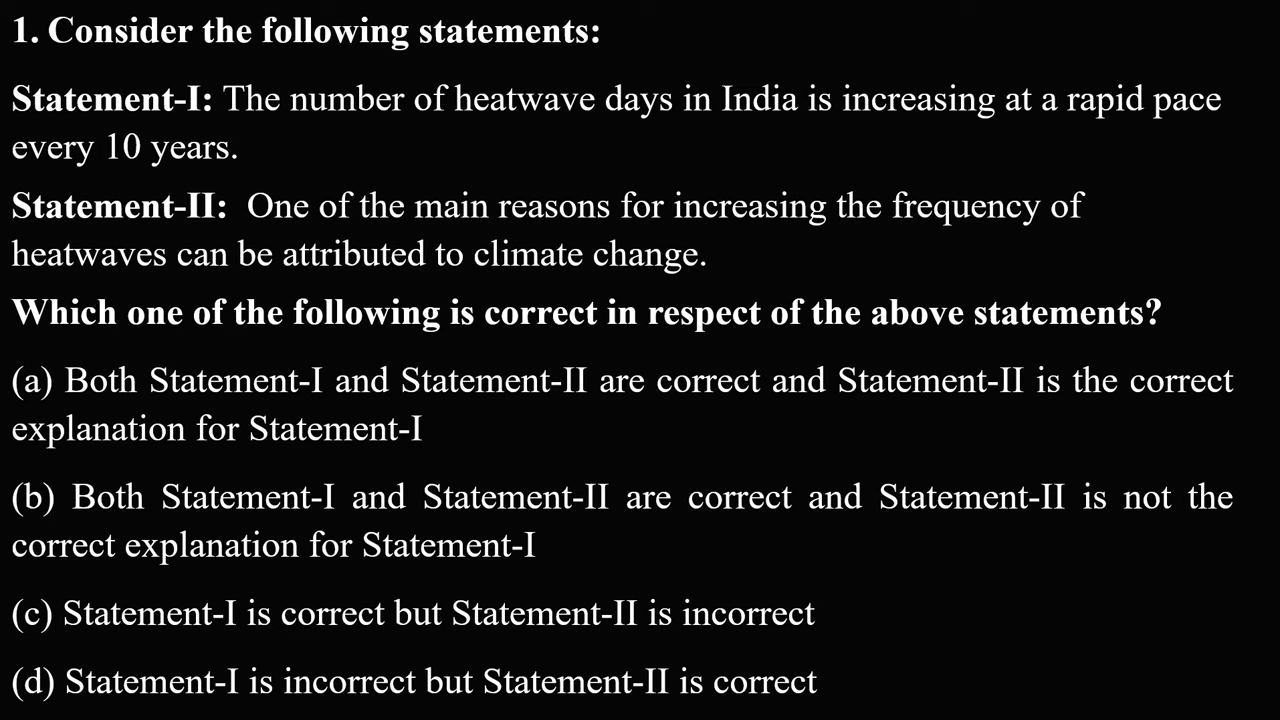 1. Consider the following statements:
Statement-I: The number of heatwave days in India is increasing at a rapid pace
every 10 years.
Statement-II: One of the main reasons for increasing the frequency of
heatwaves can be attributed to climate change.
Which one of the following is correct in respect of the above statements?
(a) Both Statement-I and Statement-II are correct and Statement-II is the correct
explanation for Statement-I
(b) Both Statement-I and Statement-II are correct and Statement-II is not the
correct explanation for Statement-I
(c) Statement-I is correct but Statement-II is incorrect
(d) Statement-I is incorrect but Statement-II is correct